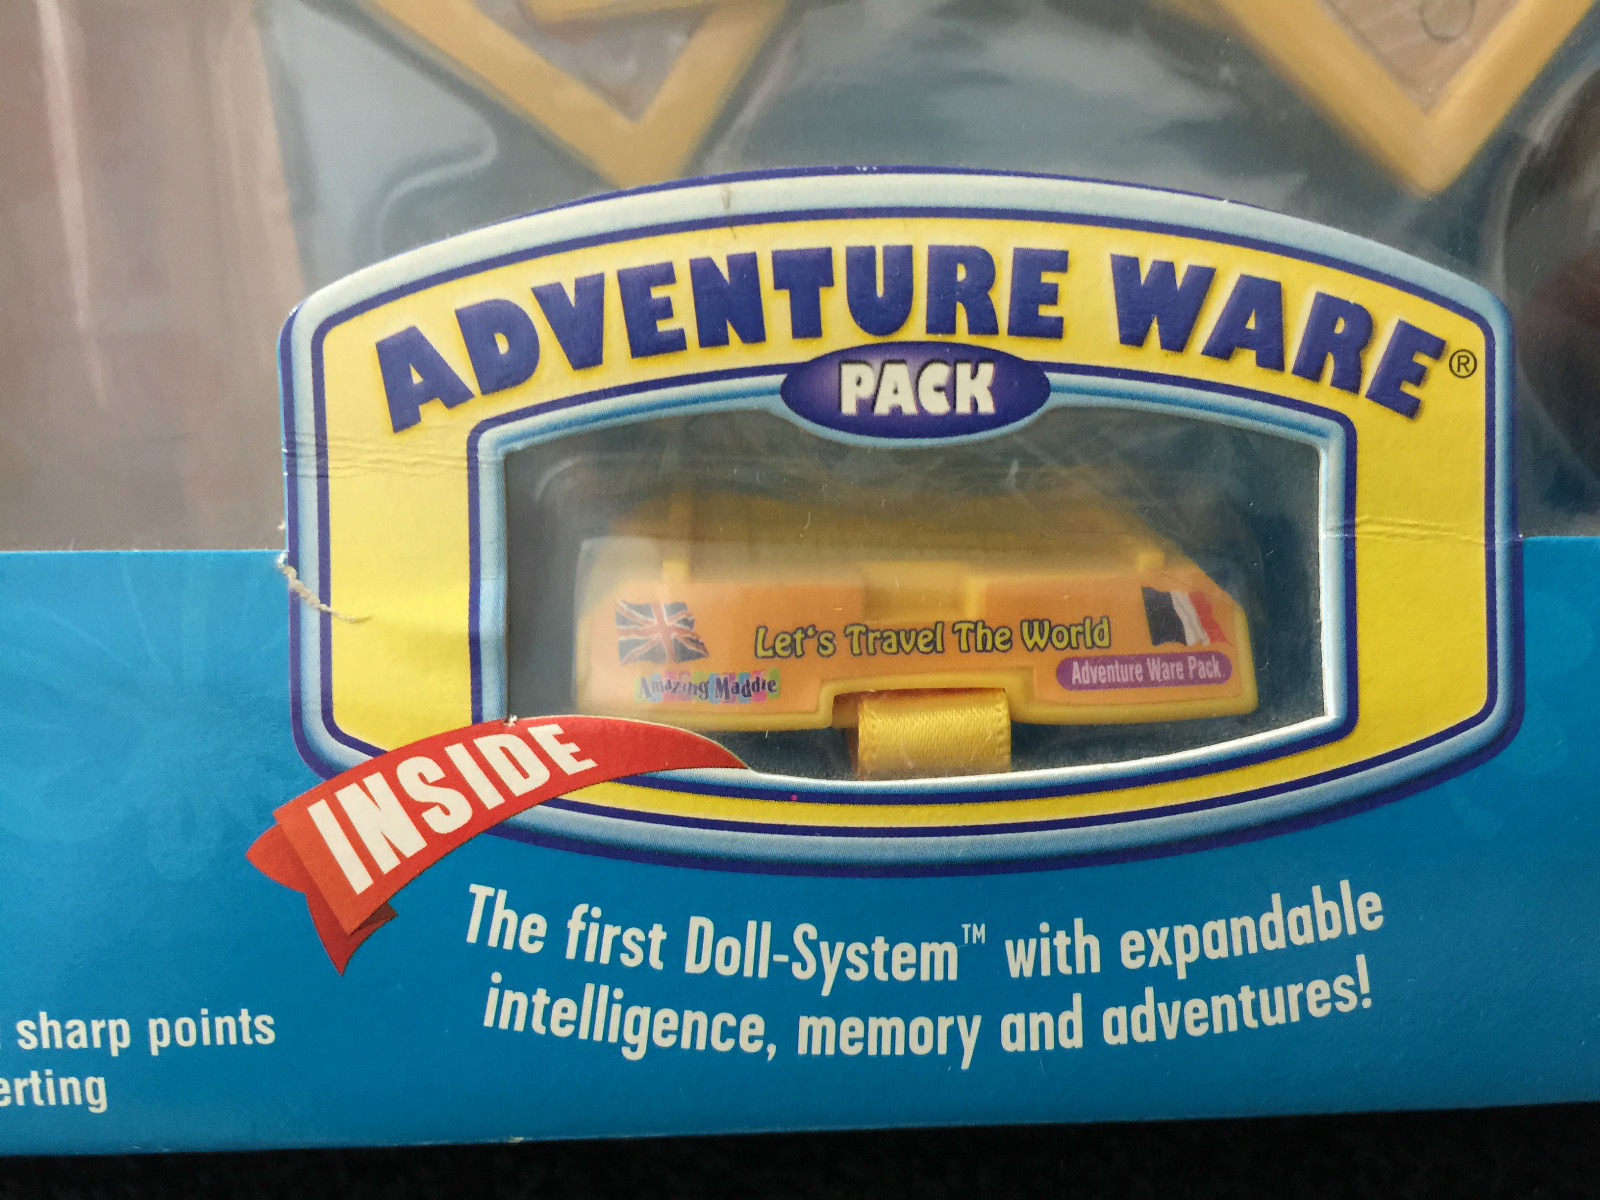 ADVENTURE WARE®
PACK
Let's Travel The World
Amazing Maddie
Adventure Ware Pack
INSIDE
The first Doll-System™ with expandable
intelligence, memory and adventures!
sharp points
erting